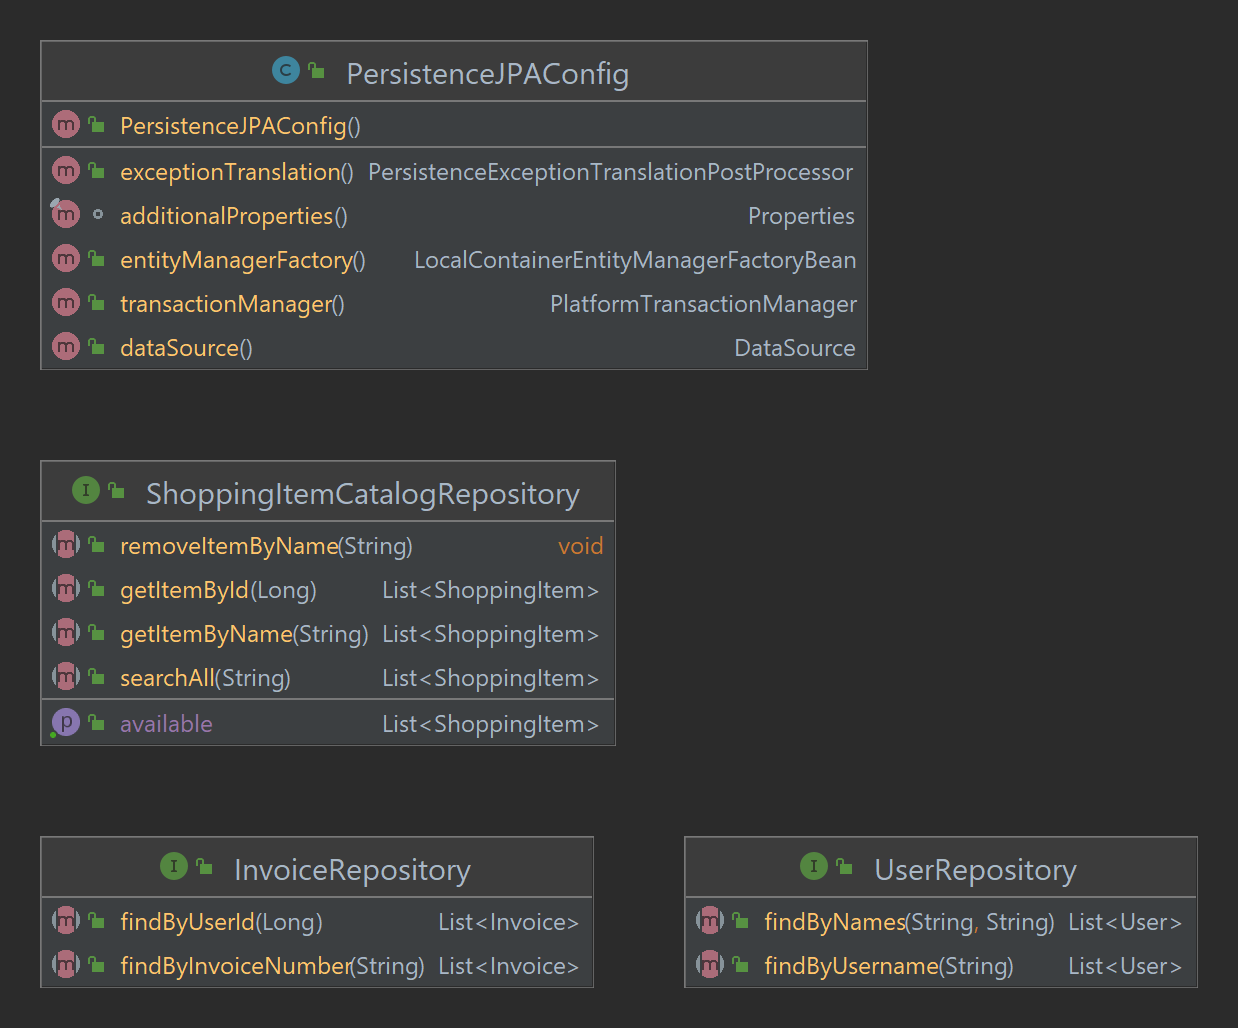 C PersistenceJPAConfig
m PersistenceJPAConfig()
m exceptionTranslation() PersistenceExceptionTranslationPostProcessor
m additionalProperties() Properties
m entityManagerFactory() LocalContainerEntityManagerFactoryBean
m transactionManager() PlatformTransactionManager
m dataSource() DataSource
I ShoppingItemCatalogRepository
m removeItemByName(String) void
m getItemById(Long) List<ShoppingItem>
m getItemByName(String) List<ShoppingItem>
m searchAll(String) List<ShoppingItem>
p available List<ShoppingItem>
I InvoiceRepository
m findByUserId(Long) List<Invoice>
m findByInvoiceNumber(String) List<Invoice>
I UserRepository
m findByNames(String, String) List<User>
m findByUsername(String) List<User>